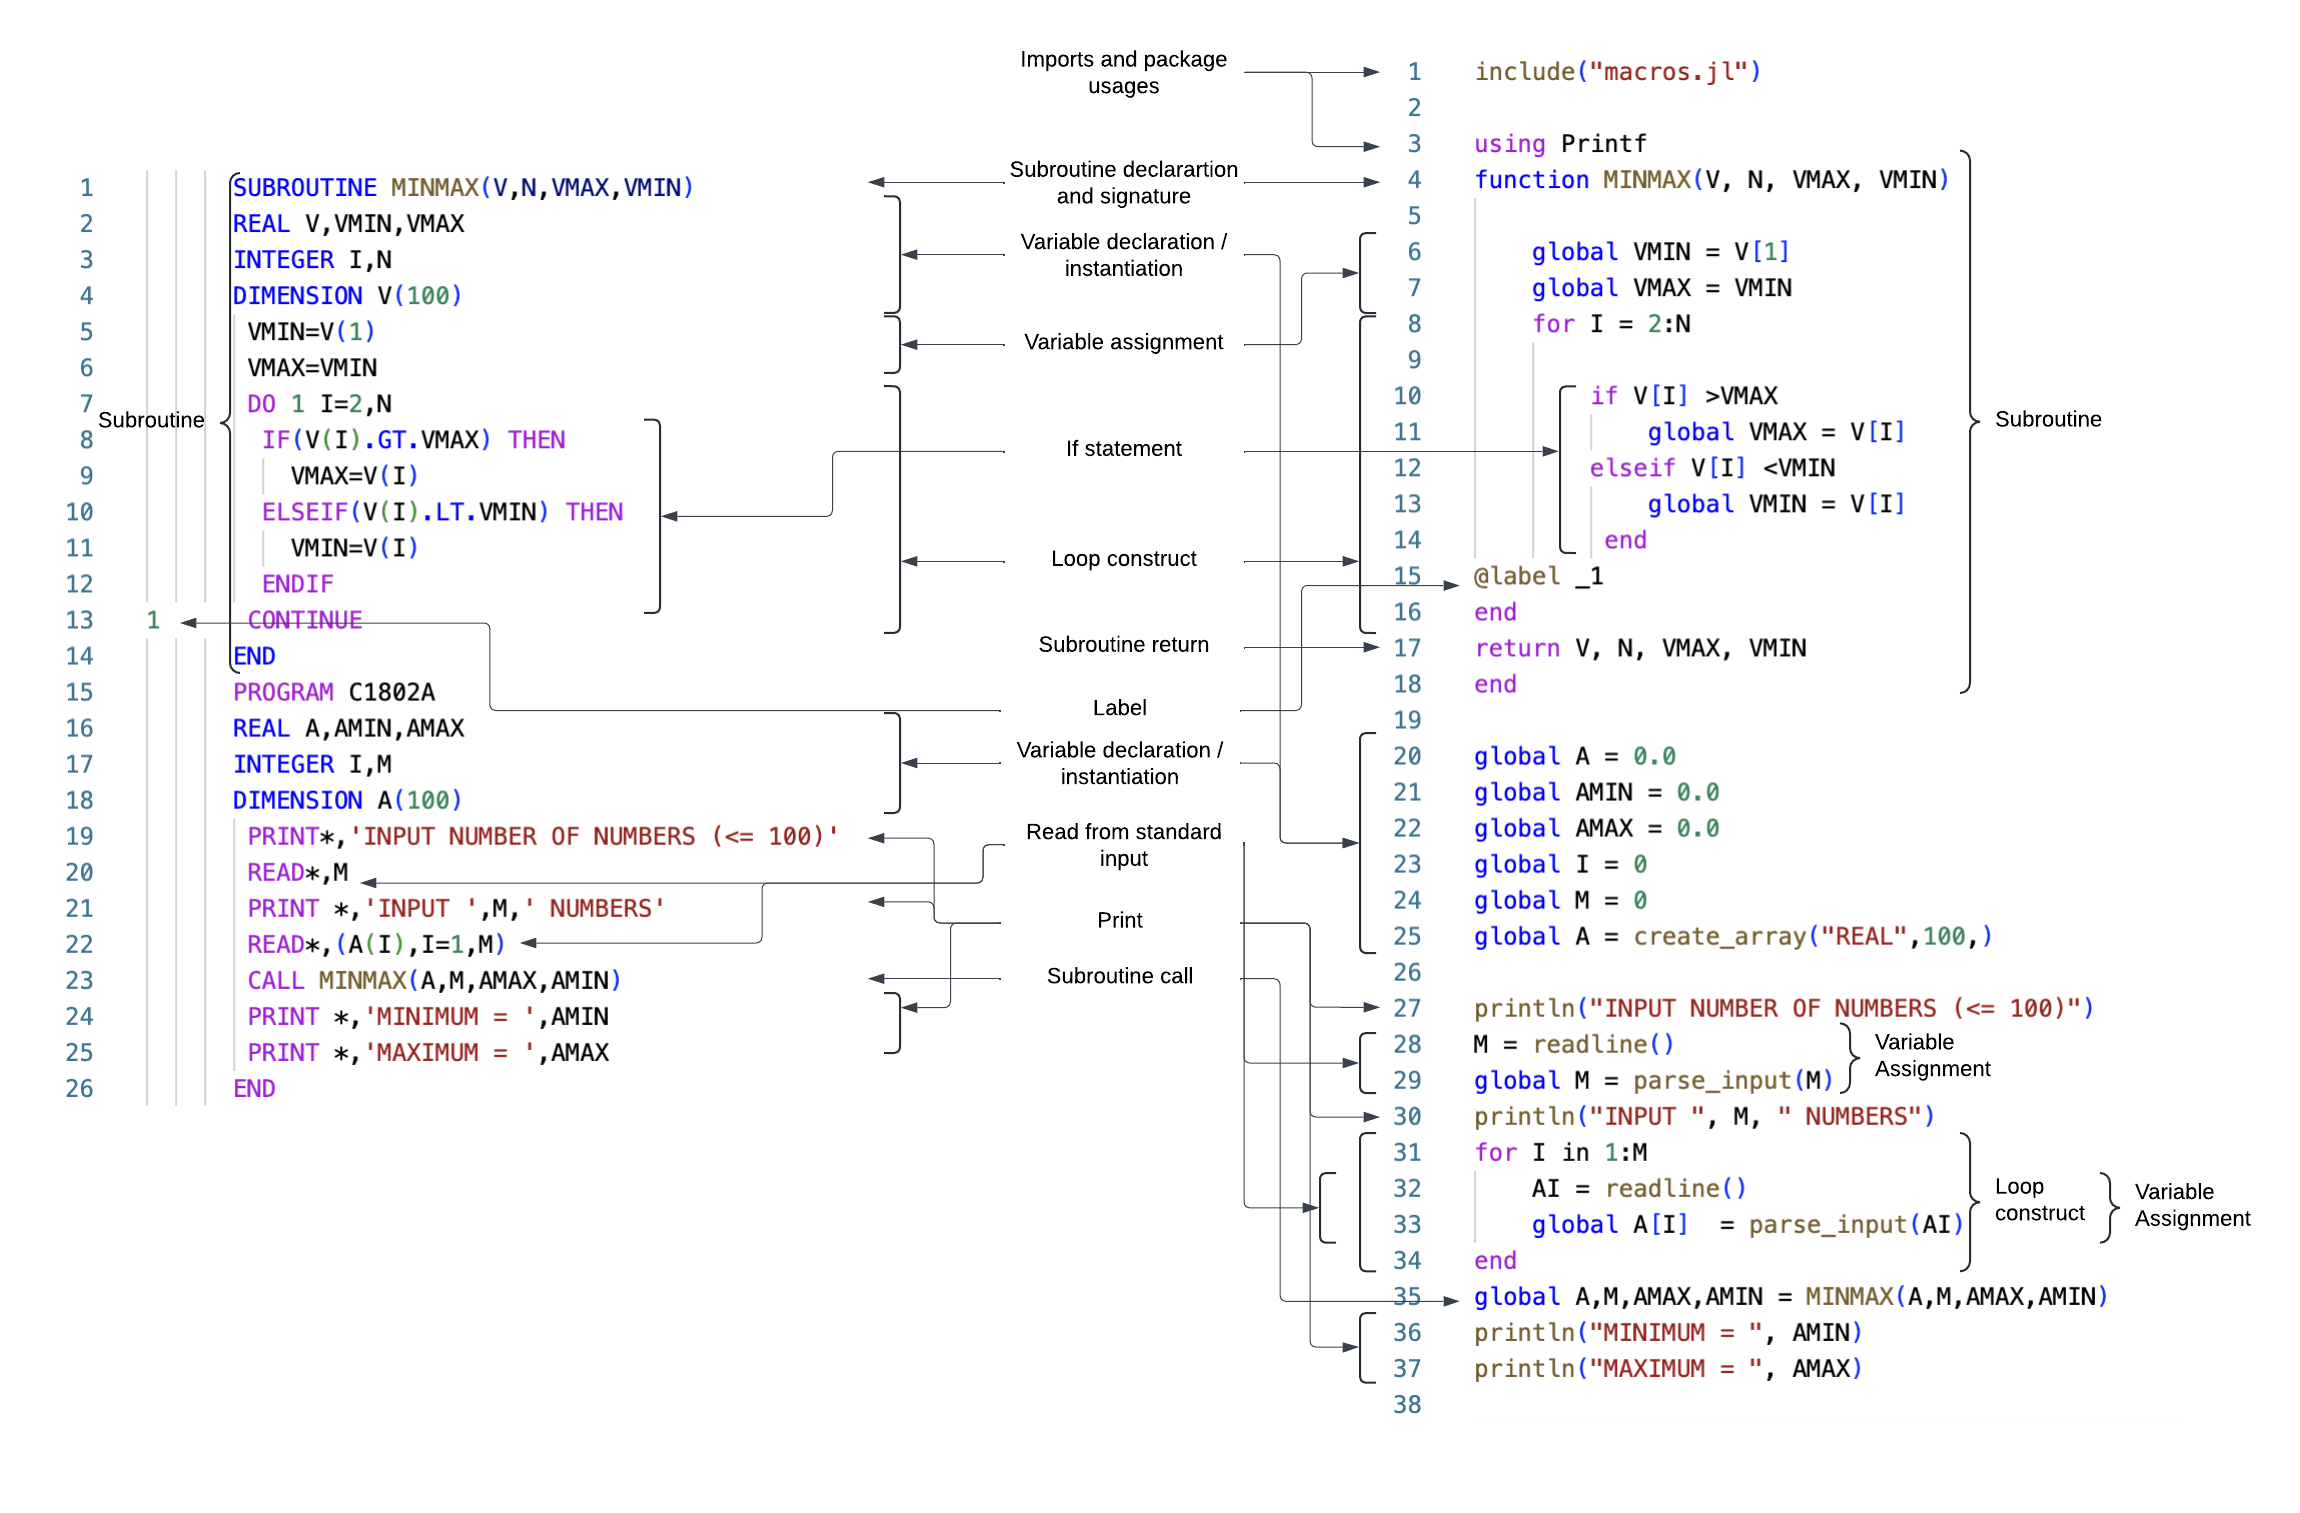 1 SUBROUTINE MINMAX(V,N,VMAX,VMIN)
2 REAL V,VMIN,VMAX
3 INTEGER I,N
4 DIMENSION V(100)
5 VMIN=V(1)
6 VMAX=VMIN
7 DO 1 I=2,N
Subroutine
8 IF(V(I).GT.VMAX) THEN
9 VMAX=V(I)
10 ELSEIF(V(I).LT.VMIN) THEN
11 VMIN=V(I)
12 ENDIF
13 1 CONTINUE
14 END
15 PROGRAM C1802A
16 REAL A,AMIN,AMAX
17 INTEGER I,M
18 DIMENSION A(100)
19 PRINT*,'INPUT NUMBER OF NUMBERS (<= 100)'
20 READ*,M
21 PRINT *,'INPUT ',M,' NUMBERS'
22 READ*,(A(I),I=1,M)
23 CALL MINMAX(A,M,AMAX,AMIN)
24 PRINT *,'MINIMUM = ',AMIN
25 PRINT *,'MAXIMUM = ',AMAX
26 END
Imports and package
usages
Subroutine declarartion
and signature
Variable declaration /
instantiation
Variable assignment
If statement
Loop construct
Subroutine return
Label
Variable declaration /
instantiation
Read from standard
input
Print
Subroutine call
1 include("macros.jl")
2
3 using Printf
4 function MINMAX(V, N, VMAX, VMIN)
5
6 global VMIN = V[1]
7 global VMAX = VMIN
8 for I = 2:N
9
10 if V[I] >VMAX
11 global VMAX = V[I]
12 elseif V[I] <VMIN
13 global VMIN = V[I]
14 end
15 @label _1
16 end
17 return V, N, VMAX, VMIN
18 end
19
20 global A = 0.0
21 global AMIN = 0.0
22 global AMAX = 0.0
23 global I = 0
24 global M = 0
25 global A = create_array("REAL",100,)
26
27 println("INPUT NUMBER OF NUMBERS (<= 100)")
28 M = readline()
29 global M = parse_input(M)
30 println("INPUT ", M, " NUMBERS")
31 for I in 1:M
32 AI = readline()
33 global A[I]  = parse_input(AI)
34 end
35 global A,M,AMAX,AMIN = MINMAX(A,M,AMAX,AMIN)
36 println("MINIMUM = ", AMIN)
37 println("MAXIMUM = ", AMAX)
38
Subroutine
Variable
Assignment
Loop
construct
Variable
Assignment